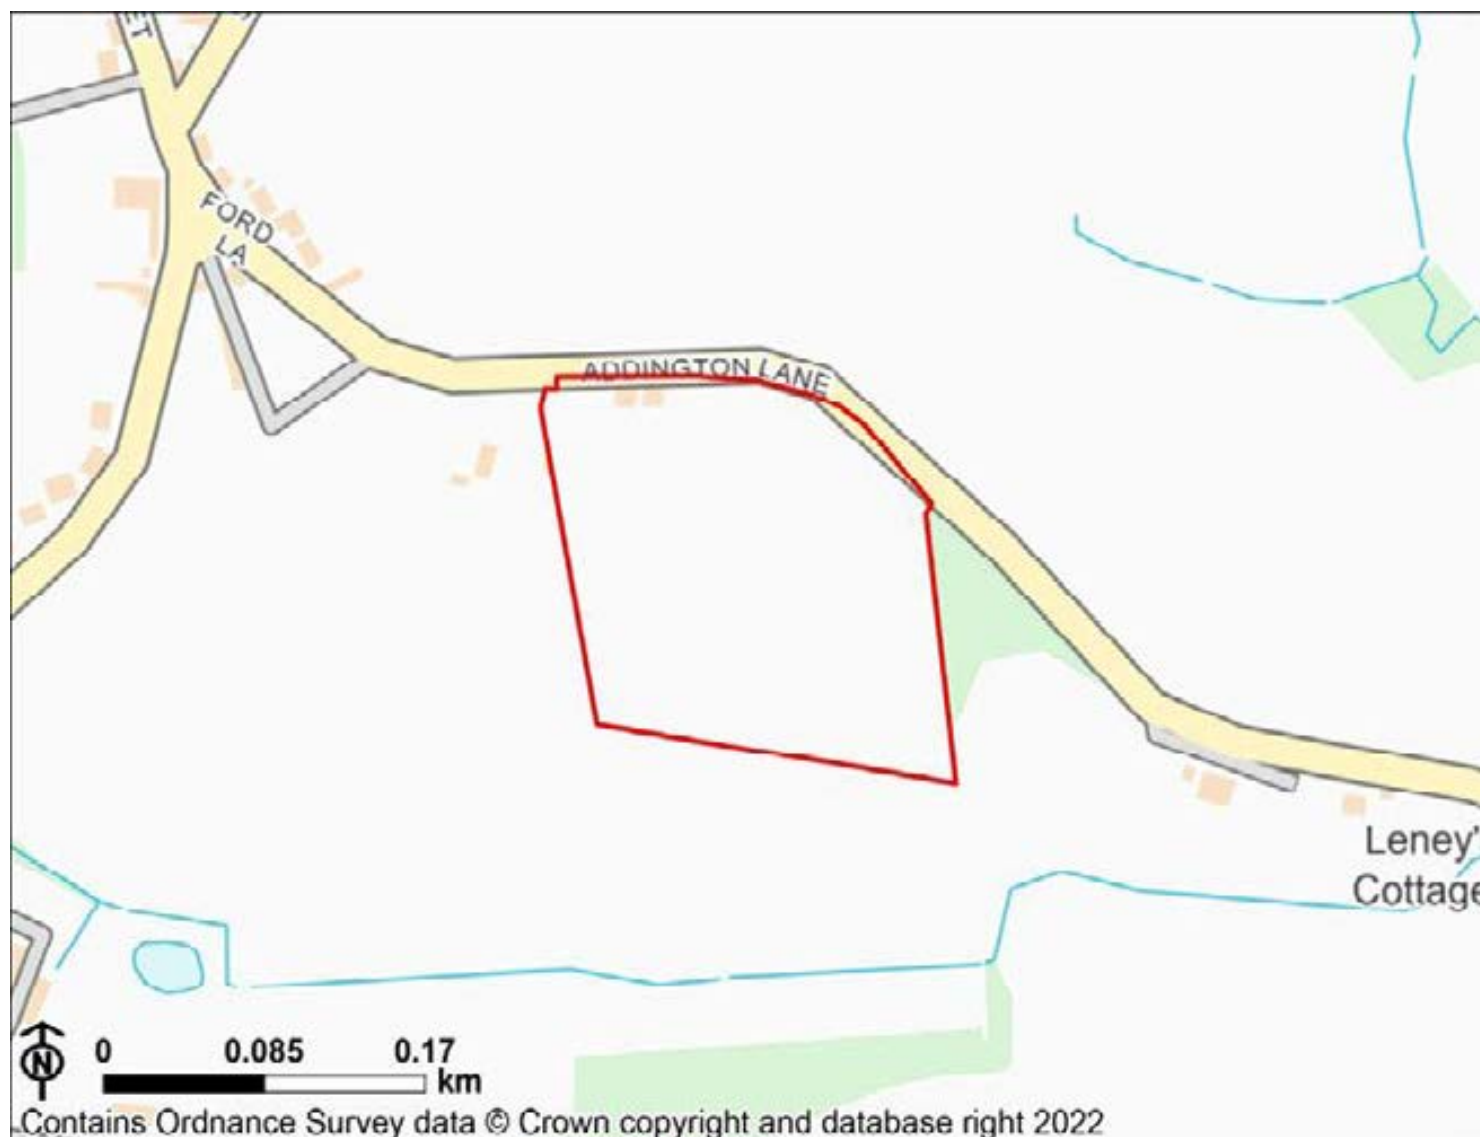 ET
FORD
LA
ADDINGTON LANE
Leney'
Cottage
0 0.085 0.17
km
N
Contains Ordnance Survey data © Crown copyright and database right 2022